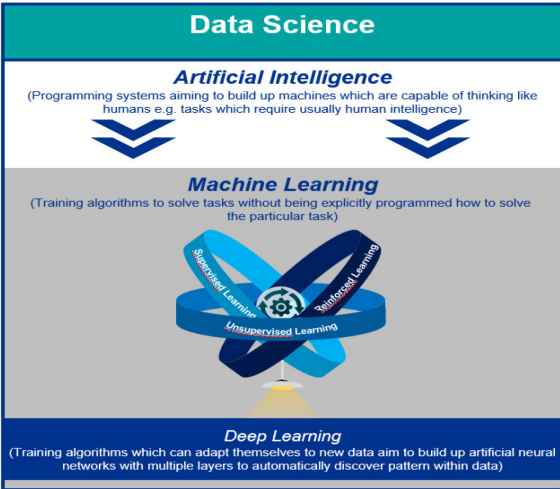 Data Science
Artificial Intelligence
(Programming systems aiming to build up machines which are capable of thinking like
humans e.g. tasks which require usually human intelligence)
Machine Learning
(Training algorithms to solve tasks without being explicitly programmed how to solve
the particular task)
Supervised Learning
Reinforced Learning
Unsupervised Learning
Deep Learning
(Training algorithms which can adapt themselves to new data aim to build up artificial neural
networks with multiple layers to automatically discover pattern within data)